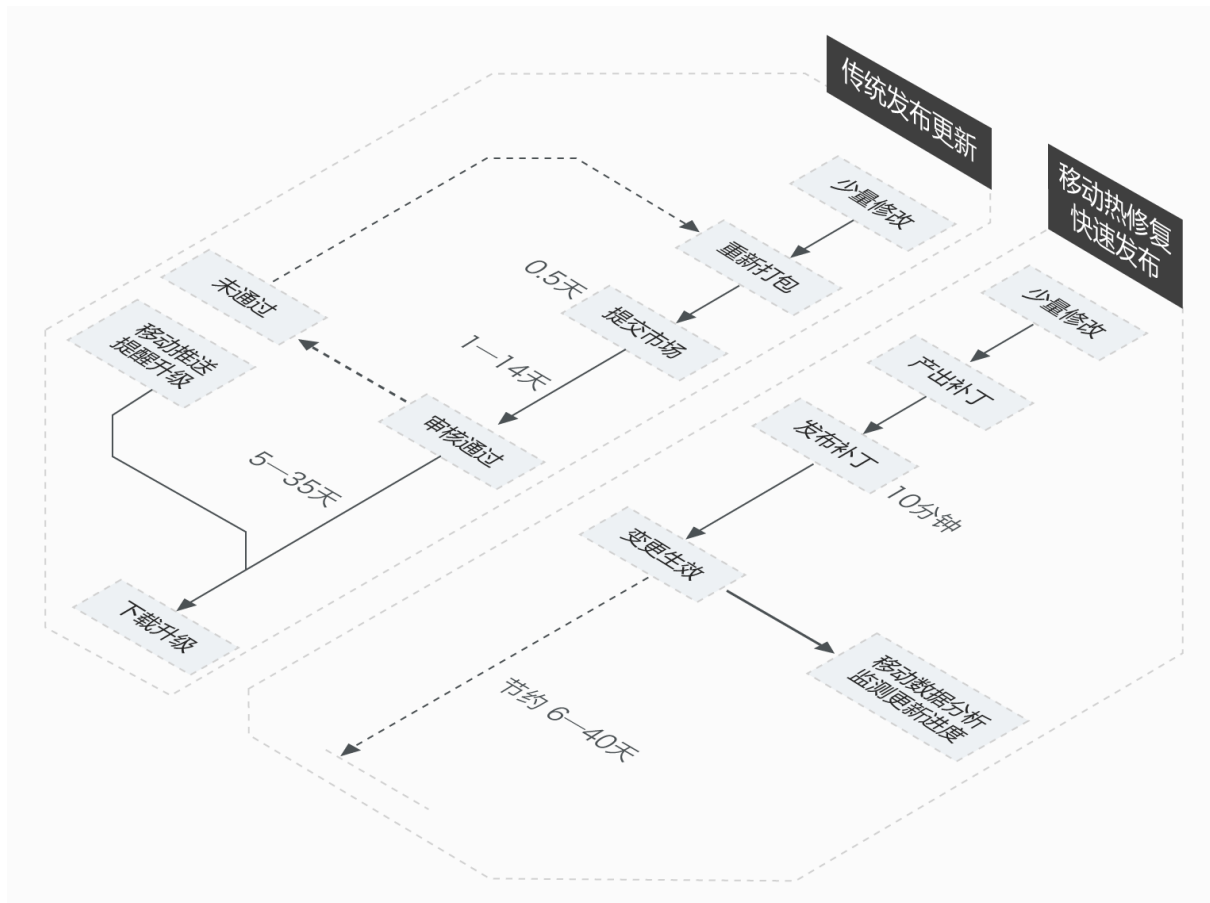 传统发布更新
少量修改
重新打包
0.5天
提交市场
1—14天
审核通过
未通过
移动推送
提醒升级
5—35天
下载升级
移动热修复
快速发布
少量修改
产出补丁
发布补丁
10分钟
变更生效
节约 6—40天
移动数据分析
监测更新进度